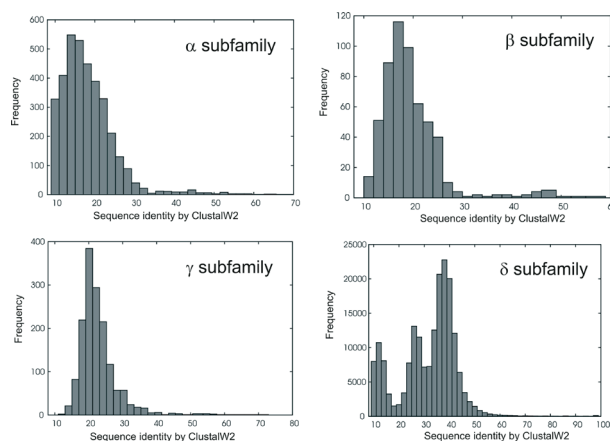 α subfamily
Frequency
600
500
400
300
200
100
0
10 20 30 40 50 60 70
Sequence identity by ClustalW2
β subfamily
Frequency
120
100
80
60
40
20
0
10 20 30 40 50 60
Sequence identity by ClustalW2
γ subfamily
Frequency
400
300
200
100
0
10 20 30 40 50 60 70 80
Sequence identity by ClustalW2
δ subfamily
Frequency
25000
20000
15000
10000
5000
0
0 10 20 30 40 50 60 70 80 90 100
Sequence identity by ClustalW2